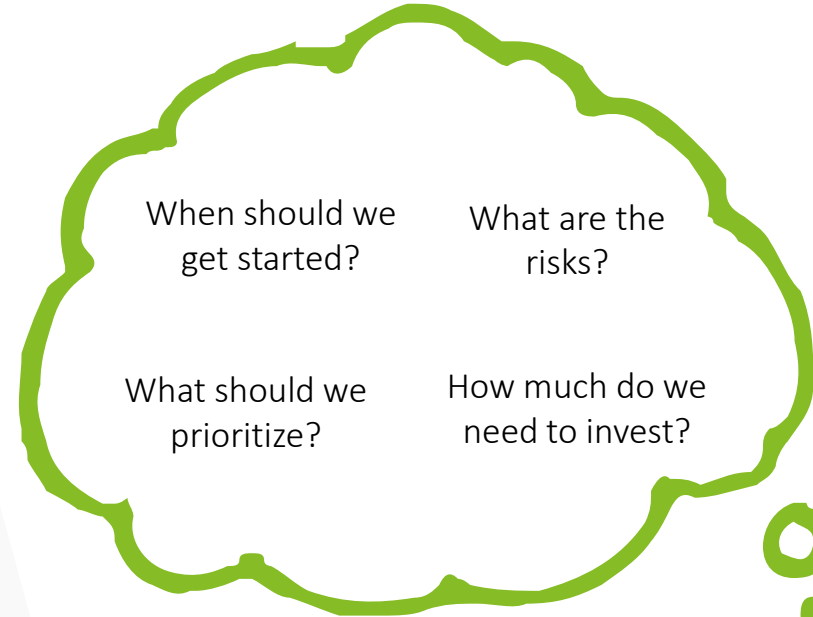 When should we
get started?
What are the
risks?
What should we
prioritize?
How much do we
need to invest?